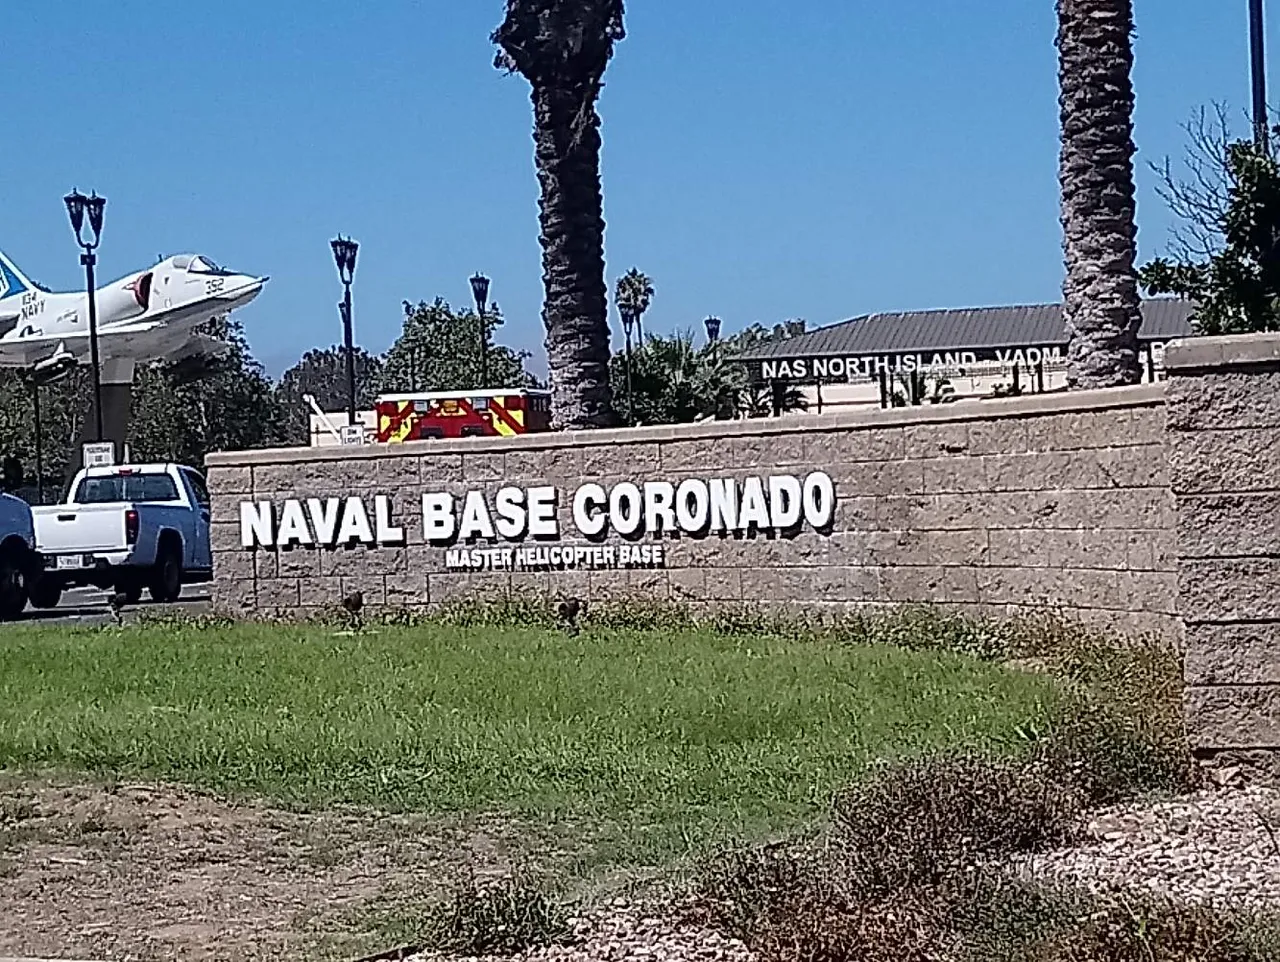 352
NAVY
NAS NORTH ISLAND - VADM
NAVAL BASE CORONADO
MASTER HELICOPTER BASE